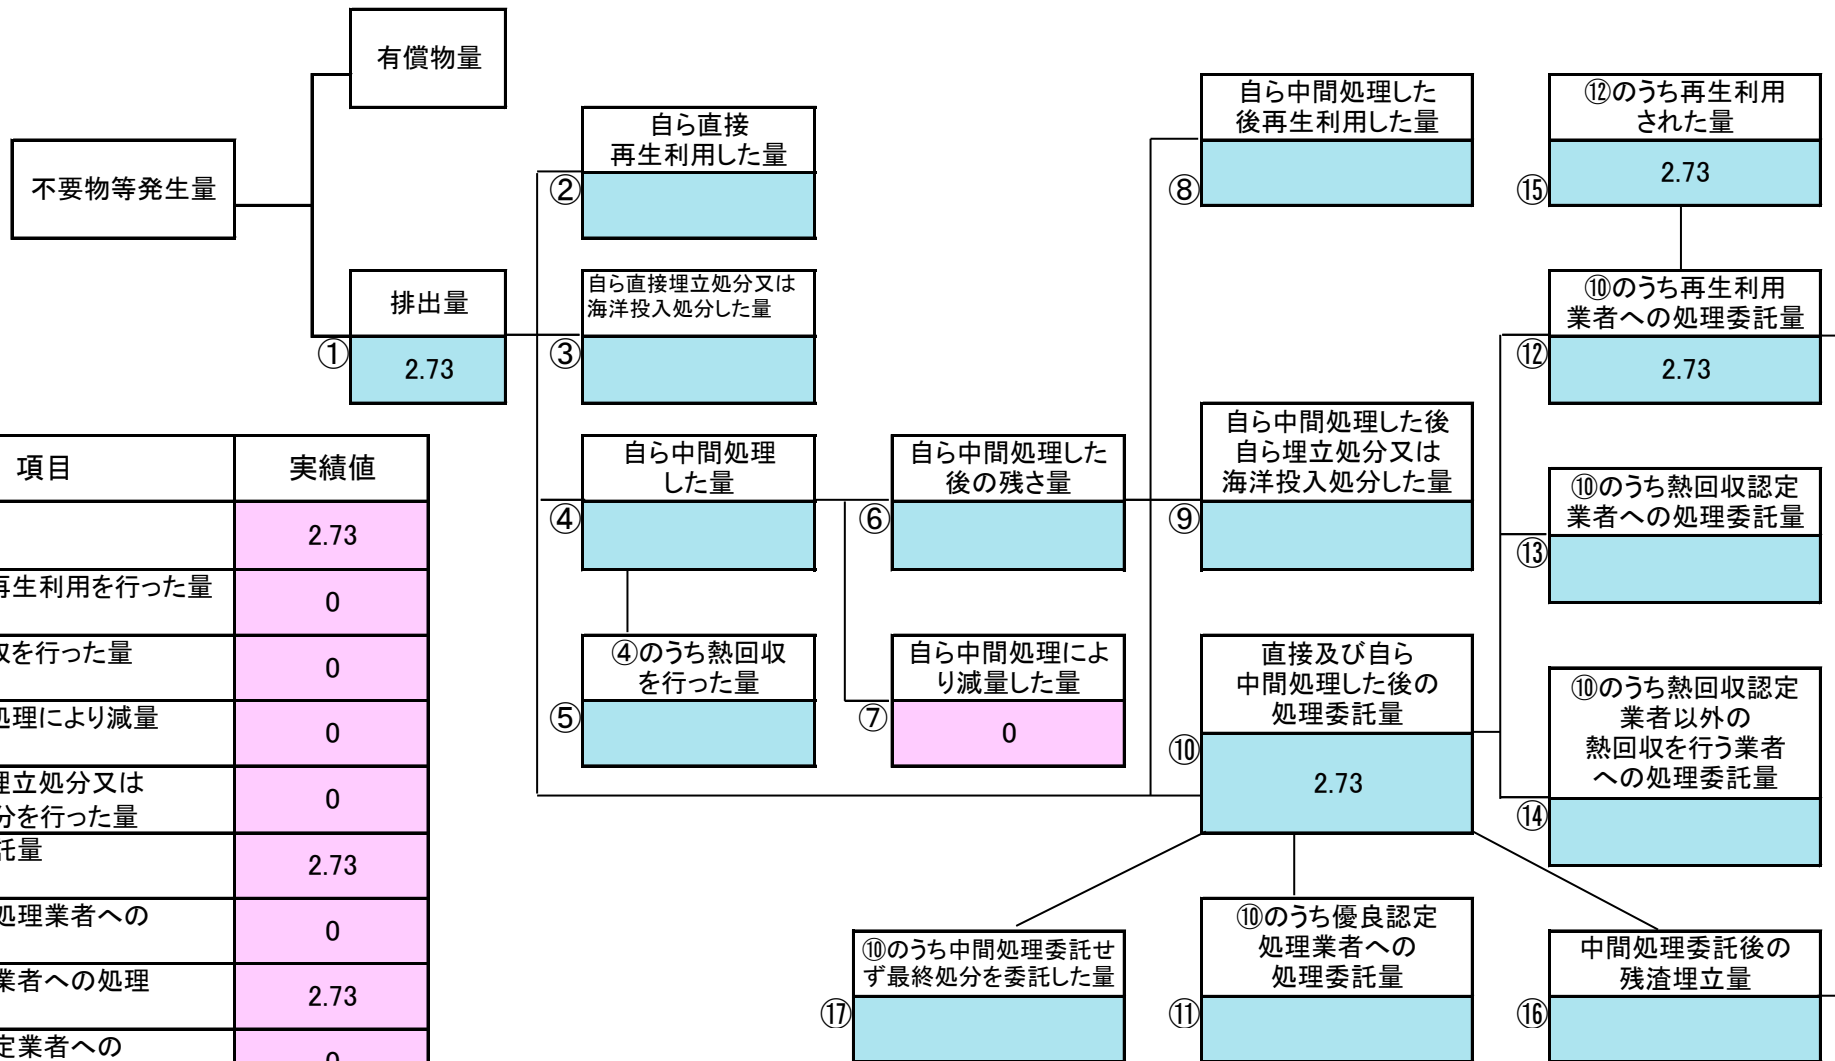 有償物量
不要物等発生量
排出量
①
2.73
自ら直接
再生利用した量
②
自ら直接埋立処分又は
海洋投入処分した量
③
自ら中間処理
した量
④
④のうち熱回収
を行った量
⑤
自ら中間処理した
後の残さ量
⑥
自ら中間処理によ
り減量した量
⑦
0
自ら中間処理した
後再生利用した量
⑧
自ら中間処理した後
自ら埋立処分又は
海洋投入処分した量
⑨
直接及び自ら
中間処理した後の
処理委託量
⑩
2.73
⑩のうち優良認定
処理業者への
処理委託量
⑪
⑫のうち再生利用
された量
⑮
2.73
⑩のうち再生利用
業者への処理委託量
⑫
2.73
⑩のうち熱回収認定
業者への処理委託量
⑬
⑩のうち熱回収認定
業者以外の
熱回収を行う業者
への処理委託量
⑭
中間処理委託後の
残渣埋立量
⑯
⑩のうち中間処理委託せ
ず最終処分を委託した量
⑰
項目
実績値
2.73
再生利用を行った量
0
を行った量
0
処理により減量
0
埋立処分又は
分を行った量
0
託量
2.73
処理業者への
0
業者への処理
2.73
定業者への
0